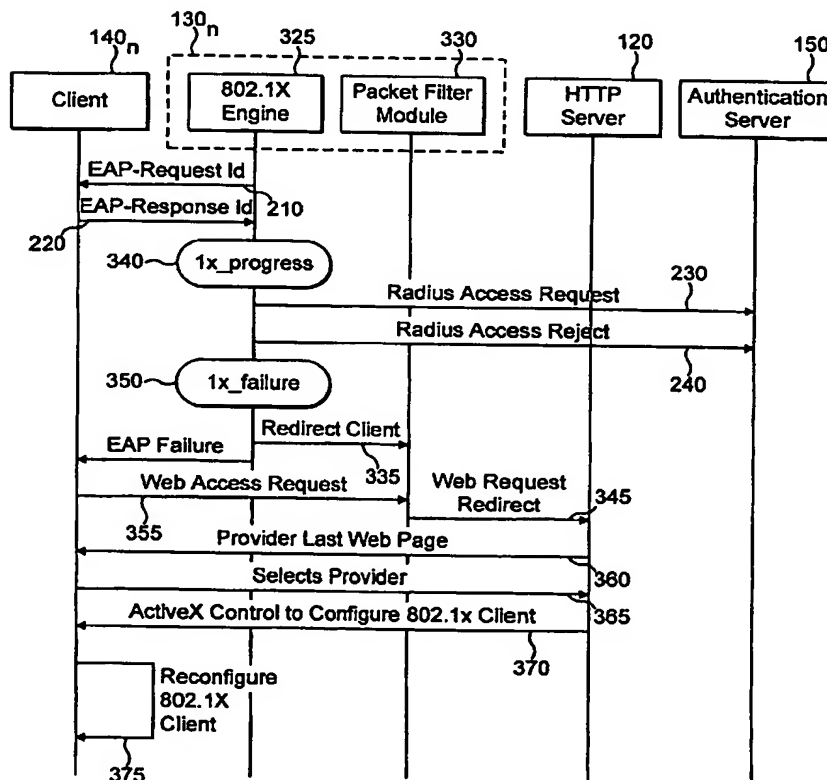 130n
140n
325
330
120
150
Client
802.1X
Engine
Packet Filter
Module
HTTP
Server
Authentication
Server
EAP-Request Id
210
EAP-Response Id
220
340
1x_progress
Radius Access Request
230
Radius Access Reject
240
350
1x_failure
Redirect Client
335
EAP Failure
Web Access Request
355
Web Request
Redirect
345
Provider Last Web Page
360
Selects Provider
365
ActiveX Control to Configure 802.1x Client
370
Reconfigure
802.1X
Client
375